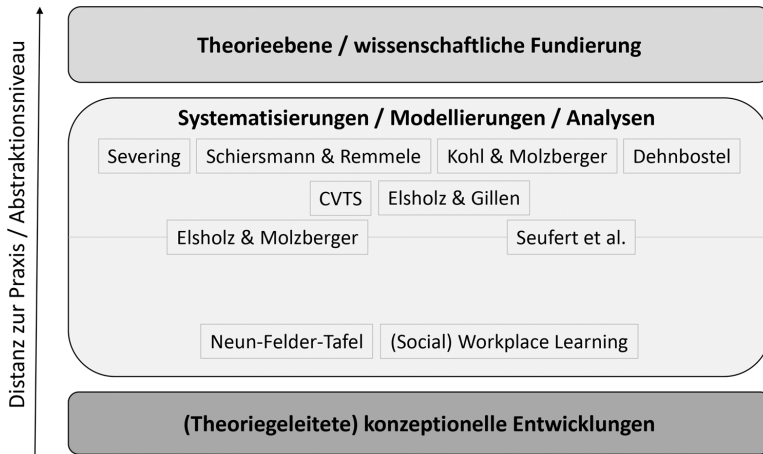 Distanz zur Praxis / Abstraktionsniveau
Theorieebene / wissenschaftliche Fundierung
Systematisierungen / Modellierungen / Analysen
Severing
Schiersmann & Remmele
Kohl & Molzberger
Dehnbostel
CVTS
Elsholz & Gillen
Elsholz & Molzberger
Seufert et al.
Neun-Felder-Tafel
(Social) Workplace Learning
(Theoriegeleitete) konzeptionelle Entwicklungen